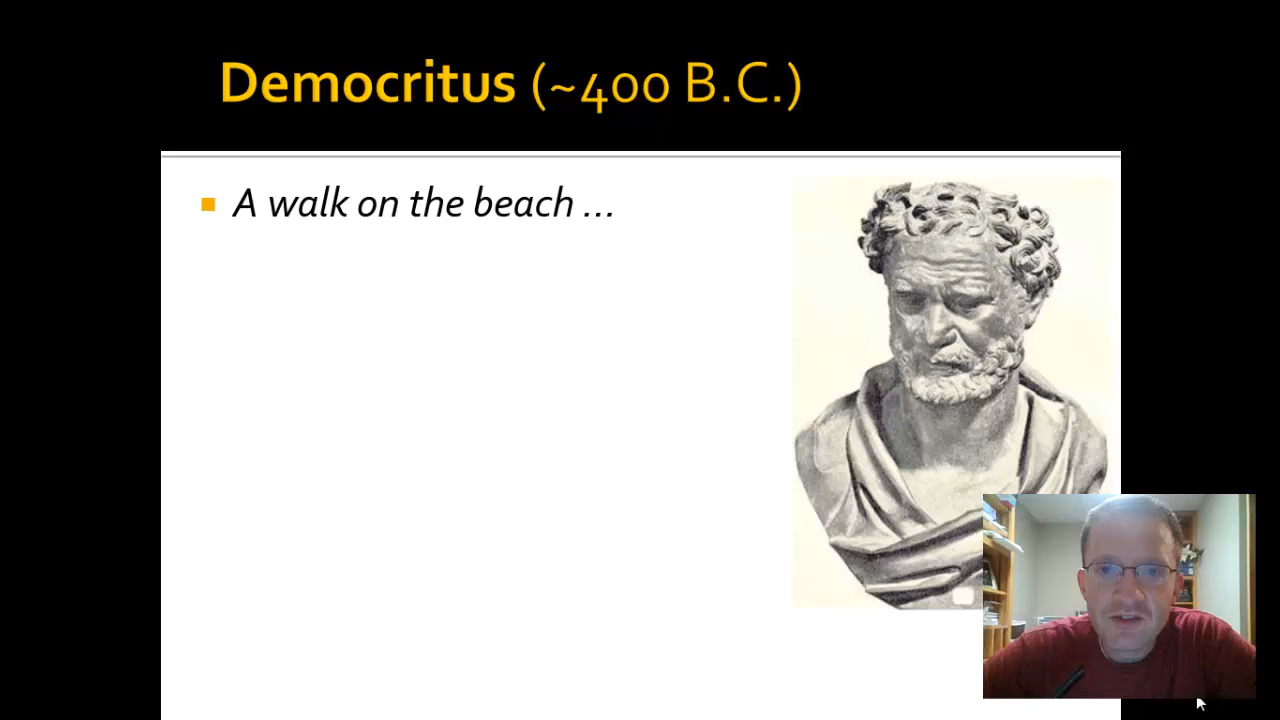 Democritus (~400 B.C.)
A walk on the beach ...